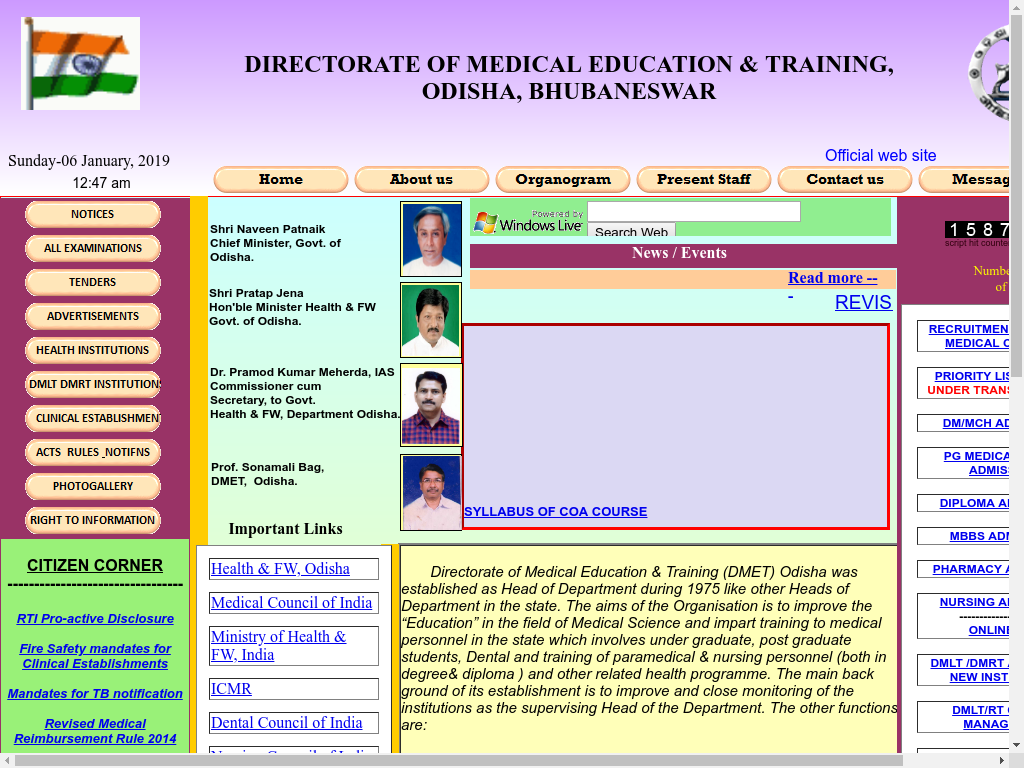 DIRECTORATE OF MEDICAL EDUCATION & TRAINING,
ODISHA, BHUBANESWAR
Sunday-06 January, 2019
12:47 am
Official web site
Home
About us
Organogram
Present Staff
Contact us
Messag
NOTICES
ALL EXAMINATIONS
TENDERS
ADVERTISEMENTS
HEALTH INSTITUTIONS
DMLT DMRT INSTITUTIONS
CLINICAL ESTABLISHMENT
ACTS RULES _NOTIFNS
PHOTOGALLERY
RIGHT TO INFORMATION
CITIZEN CORNER
---------------------------------
RTI Pro-active Disclosure
Fire Safety mandates for
Clinical Establishments
Mandates for TB notification
Revised Medical
Reimbursement Rule 2014
Shri Naveen Patnaik
Chief Minister, Govt. of
Odisha.
Shri Pratap Jena
Hon'ble Minister Health & FW
Govt. of Odisha.
Dr. Pramod Kumar Meherda, IAS
Commissioner cum
Secretary, to Govt.
Health & FW, Department Odisha.
Prof. Sonamali Bag,
DMET, Odisha.
Important Links
Health & FW, Odisha
Medical Council of India
Ministry of Health &
FW, India
ICMR
Dental Council of India
Powered by
Windows Live
Search Web
News / Events
Read more --
-
REVIS
SYLLABUS OF COA COURSE
Directorate of Medical Education & Training (DMET) Odisha was
established as Head of Department during 1975 like other Heads of
Department in the state. The aims of the Organisation is to improve the
“Education” in the field of Medical Science and impart training to medical
personnel in the state which involves under graduate, post graduate
students, Dental and training of paramedical & nursing personnel (both in
degree& diploma ) and other related health programme. The main back
ground of its establishment is to improve and close monitoring of the
institutions as the supervising Head of the Department. The other functions
are:
1 5 8 7
script hit counte
Numbe
of
RECRUITMEN
MEDICAL C
PRIORITY LIS
UNDER TRANS
DM/MCH AD
PG MEDICA
ADMIS
DIPLOMA A
MBBS ADM
PHARMACY A
NURSING A
------------
ONLINE
DMLT /DMRT A
NEW INST
DMLT/RT
MANAG